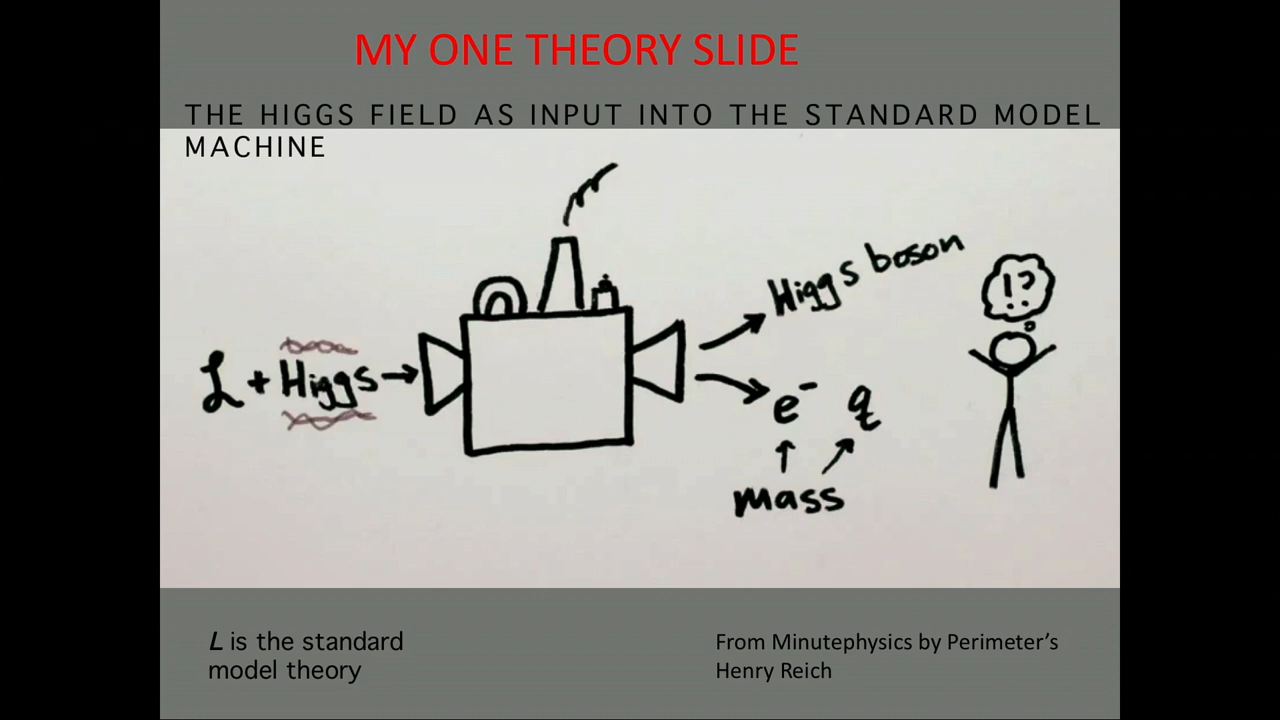 MY ONE THEORY SLIDE
THE HIGGS FIELD AS INPUT INTO THE STANDARD MODEL
MACHINE
!?
Higgs boson
L + Higgs →
e⁻ q
mass
L is the standard
model theory
From Minutephysics by Perimeter’s
Henry Reich